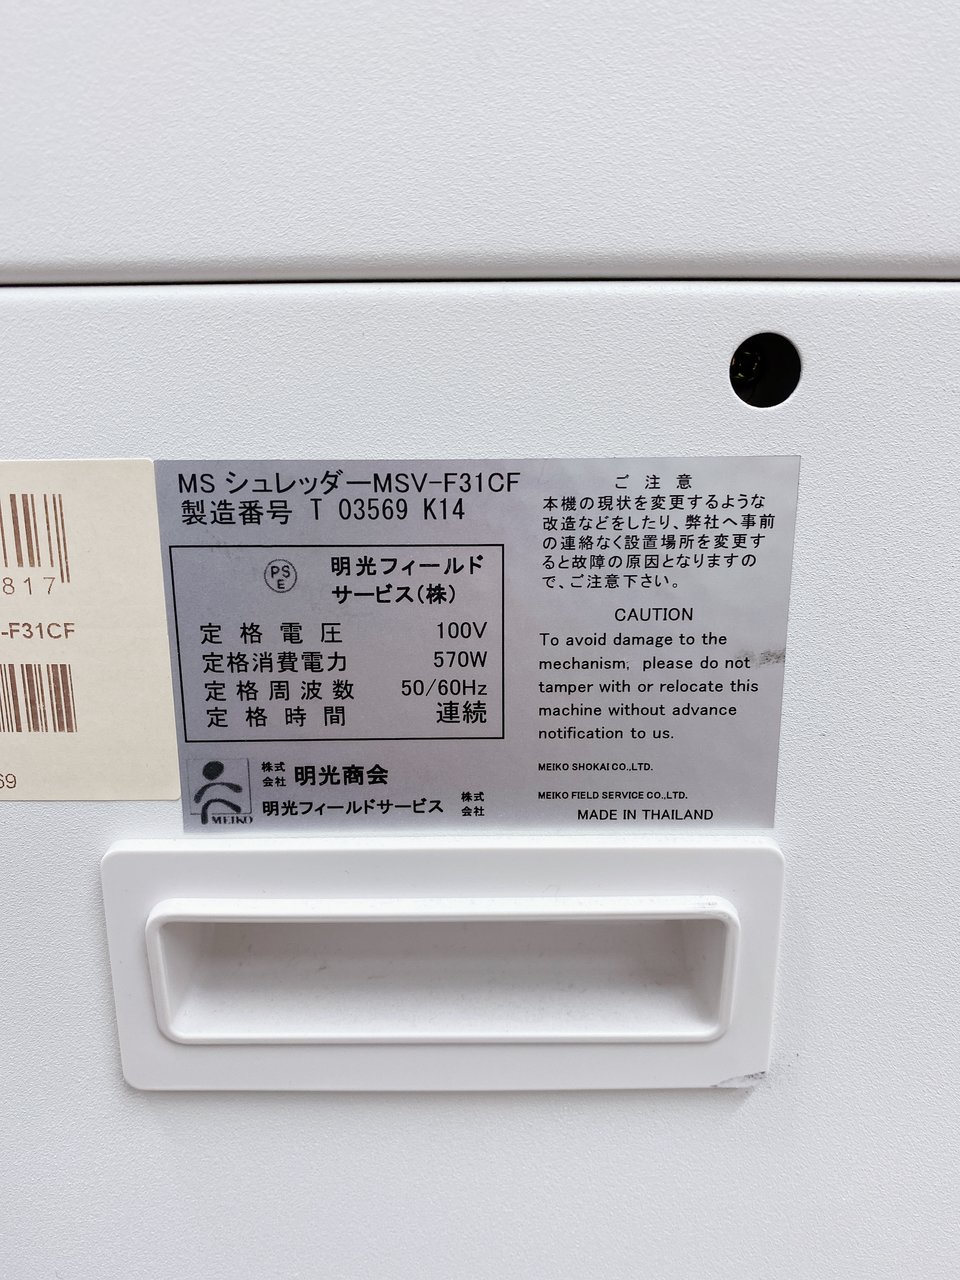 817
-F31CF
69
MS シュレッダーMSV-F31CF
製造番号 T 03569 K14
PS
E
明光フィールド
サービス(株)
定格電圧 100V
定格消費電力 570W
定格周波数 50/60Hz
定格時間 連続
MEIKO
株式
会社 明光商会
明光フィールドサービス 株式
会社
ご注意
本機の現状を変更するような
改造などをしたり、弊社へ事前
の連絡なく設置場所を変更す
ると故障の原因となりますの
で、ご注意下さい。
CAUTION
To avoid damage to the
mechanism, please do not
tamper with or relocate this
machine without advance
notification to us.
MEIKO SHOKAI CO.,LTD.
MEIKO FIELD SERVICE CO.,LTD.
MADE IN THAILAND